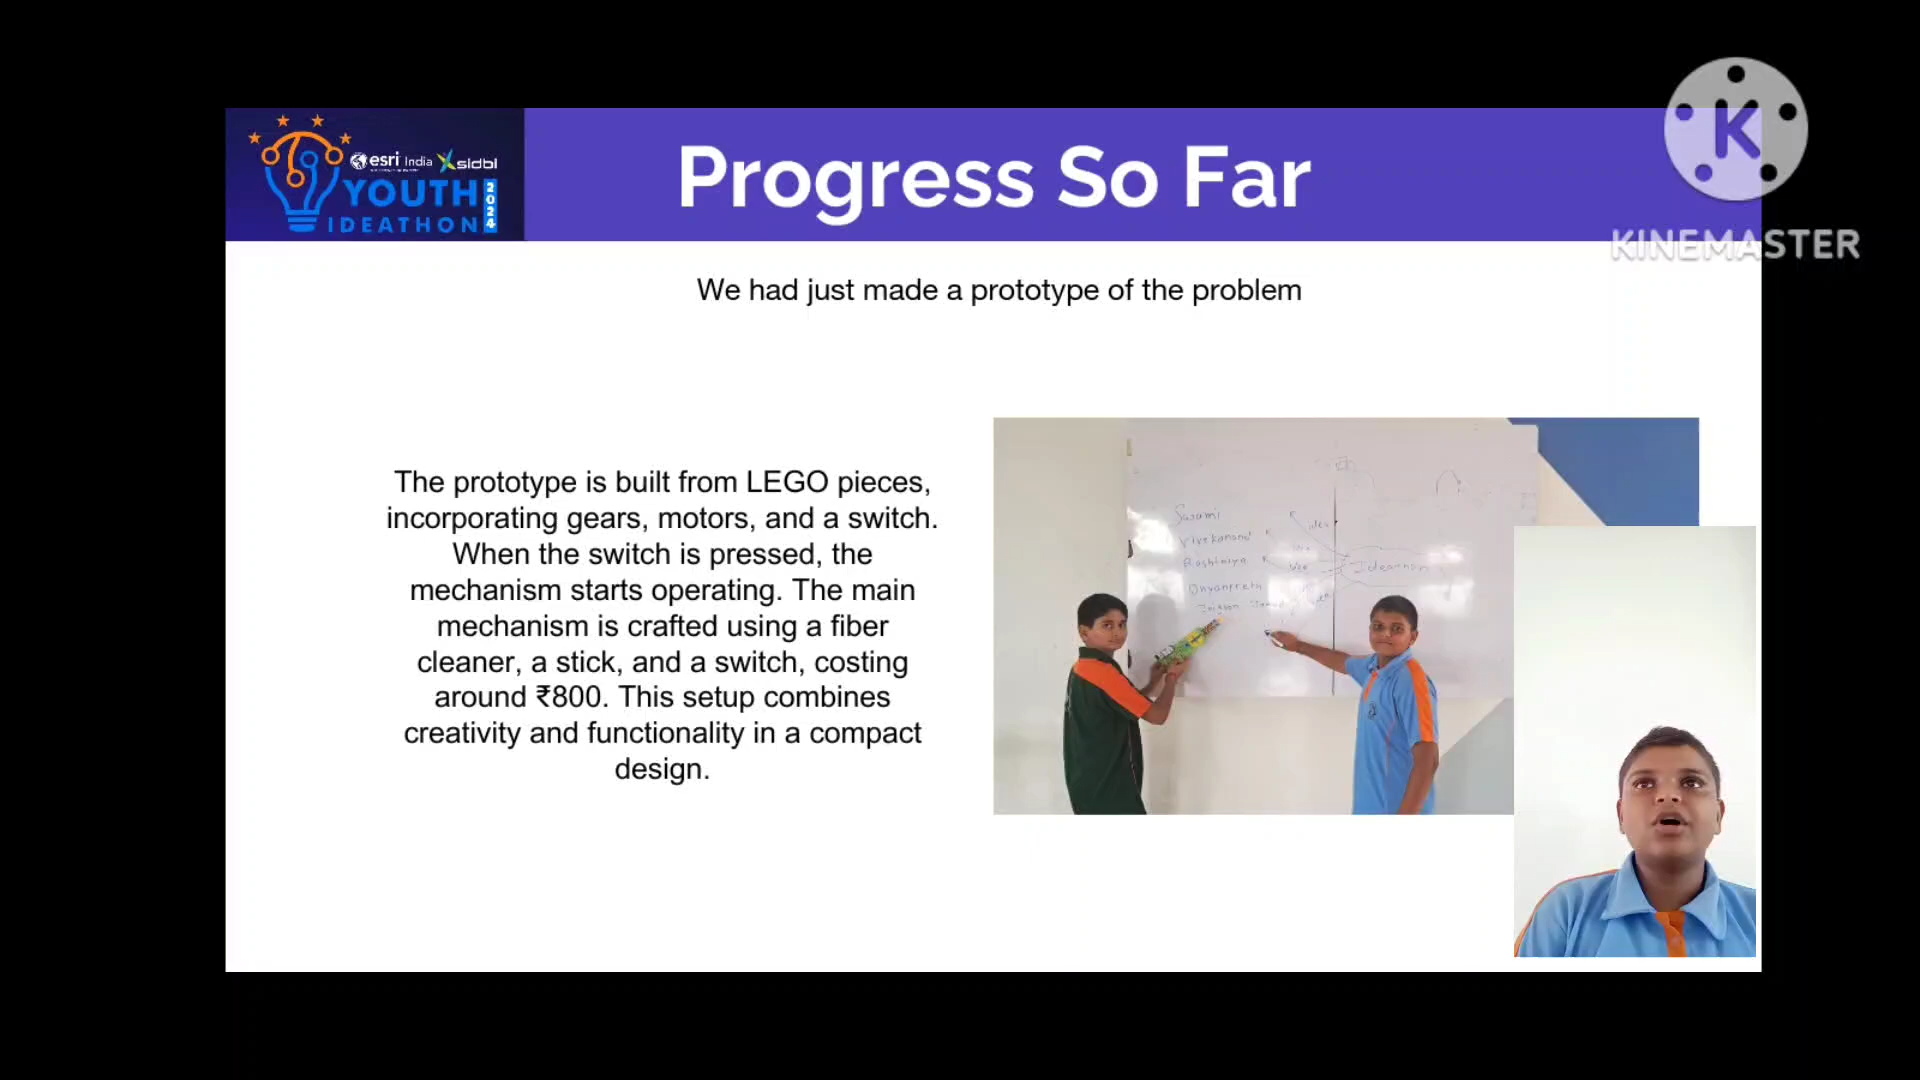 esri India sidbi
YOUTH
IDEATHON
2024
Progress So Far
KINEMASTER
We had just made a prototype of the problem
The prototype is built from LEGO pieces,
incorporating gears, motors, and a switch.
When the switch is pressed, the
mechanism starts operating. The main
mechanism is crafted using a fiber
cleaner, a stick, and a switch, costing
around ₹800. This setup combines
creativity and functionality in a compact
design.
Swami
Vivekanand
Rashtriya